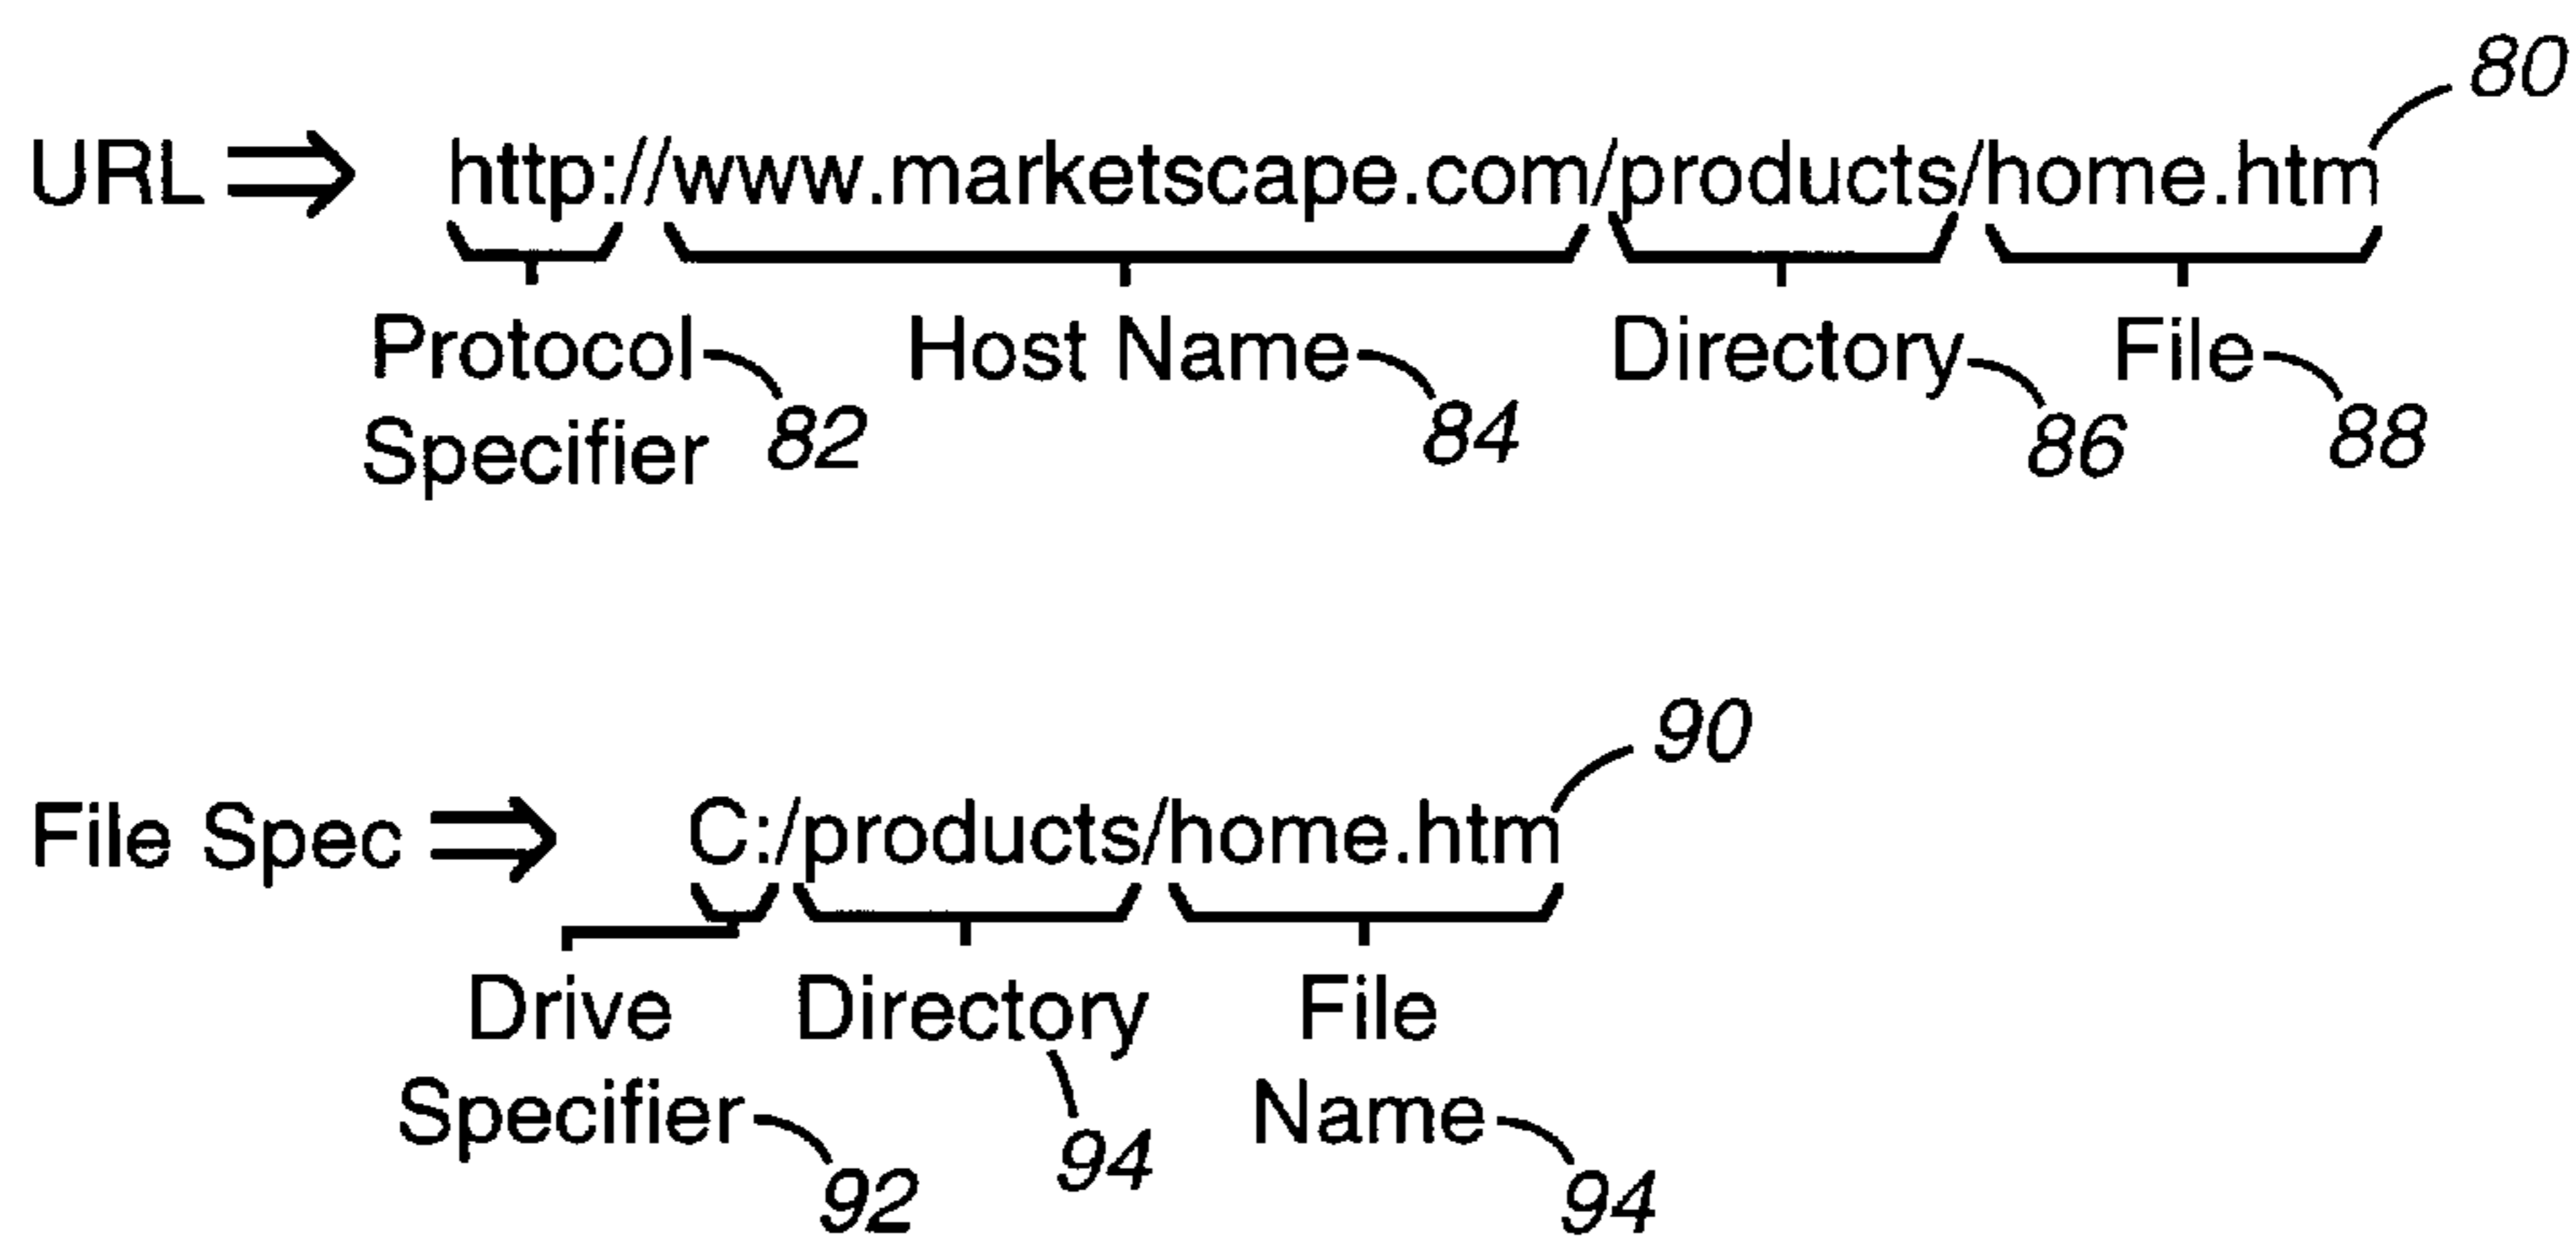 80
URL ⇒ http://www.marketscape.com/products/home.htm
Protocol Host Name Directory File
Specifier 82 84 86 88
90
File Spec ⇒ C:/products/home.htm
Drive Directory File
Specifier 94 Name
92 94